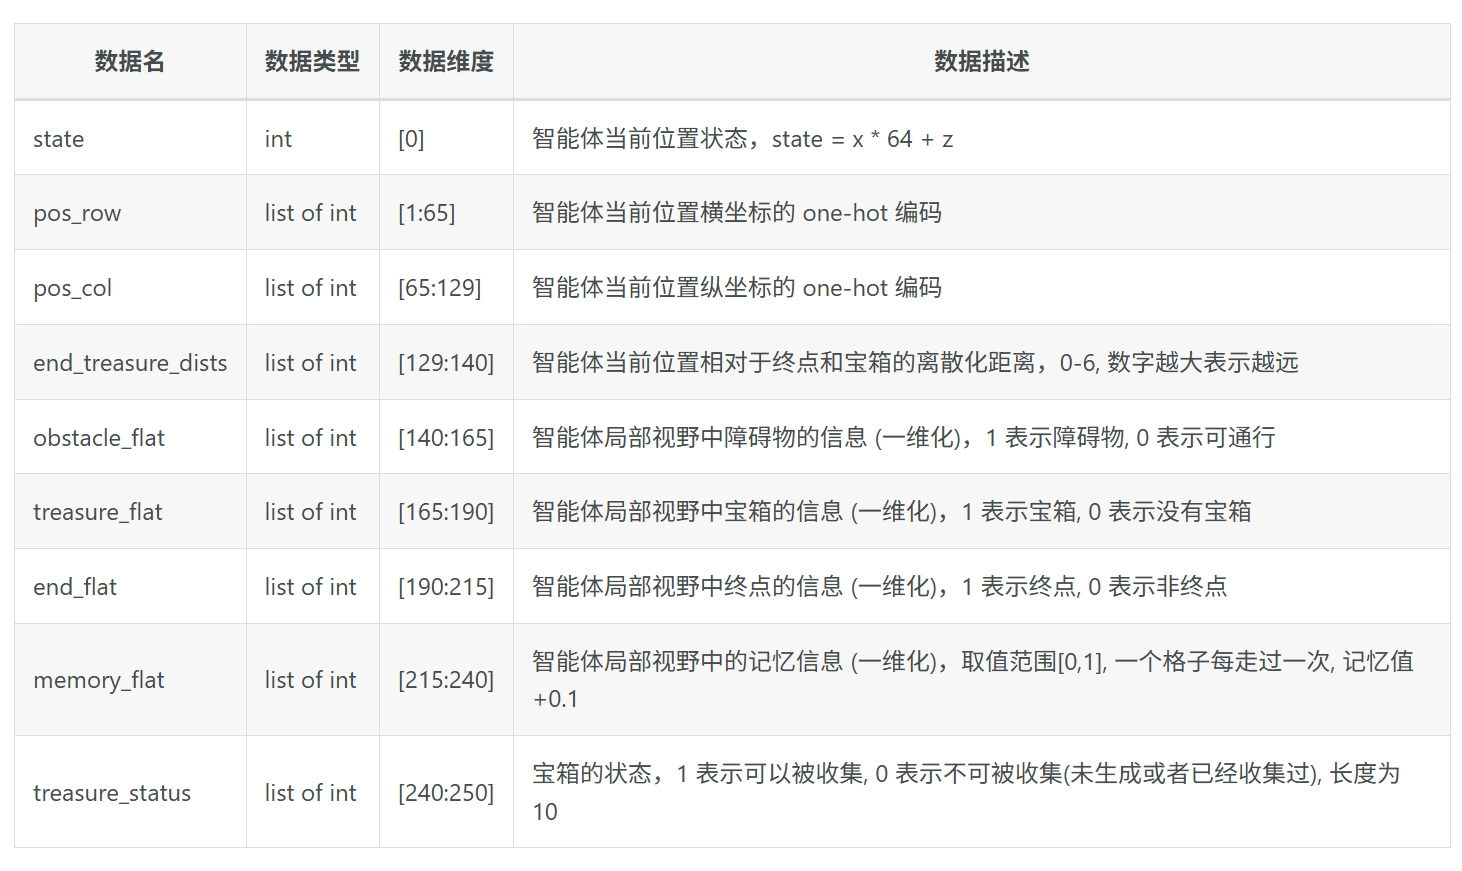 数据名 数据类型 数据维度 数据描述
state int [0] 智能体当前位置状态，state = x * 64 + z
pos_row list of int [1:65] 智能体当前位置横坐标的 one-hot 编码
pos_col list of int [65:129] 智能体当前位置纵坐标的 one-hot 编码
end_treasure_dists list of int [129:140] 智能体当前位置相对于终点和宝箱的离散化距离，0-6, 数字越大表示越远
obstacle_flat list of int [140:165] 智能体局部视野中障碍物的信息 (一维化)，1 表示障碍物, 0 表示可通行
treasure_flat list of int [165:190] 智能体局部视野中宝箱的信息 (一维化)，1 表示宝箱, 0 表示没有宝箱
end_flat list of int [190:215] 智能体局部视野中终点的信息 (一维化)，1 表示终点, 0 表示非终点
memory_flat list of int [215:240] 智能体局部视野中的记忆信息 (一维化)，取值范围[0,1], 一个格子每走过一次, 记忆值
+0.1
treasure_status list of int [240:250] 宝箱的状态，1 表示可以被收集, 0 表示不可被收集(未生成或者已经收集过), 长度为
10